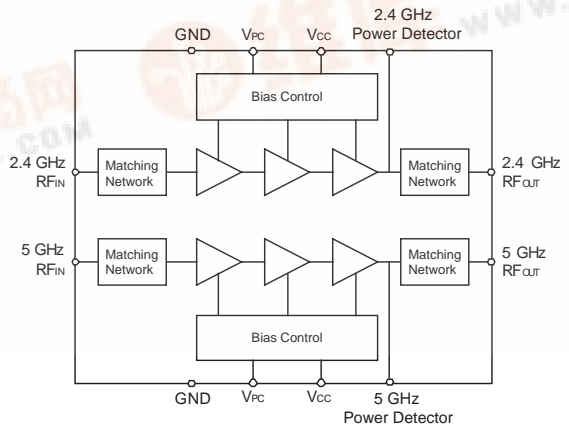 2.4 GHz
Power Detector
GND
VPC
VCC
Bias Control
2.4 GHz
RFIN
Matching
Network
Matching
Network
2.4 GHz
RFOUT
5 GHz
RFIN
Matching
Network
Matching
Network
5 GHz
RFOUT
Bias Control
GND
VPC
VCC
5 GHz
Power Detector
www.
.COM